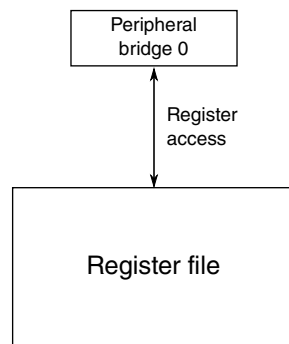 Peripheral
bridge 0
Register
access
Register file